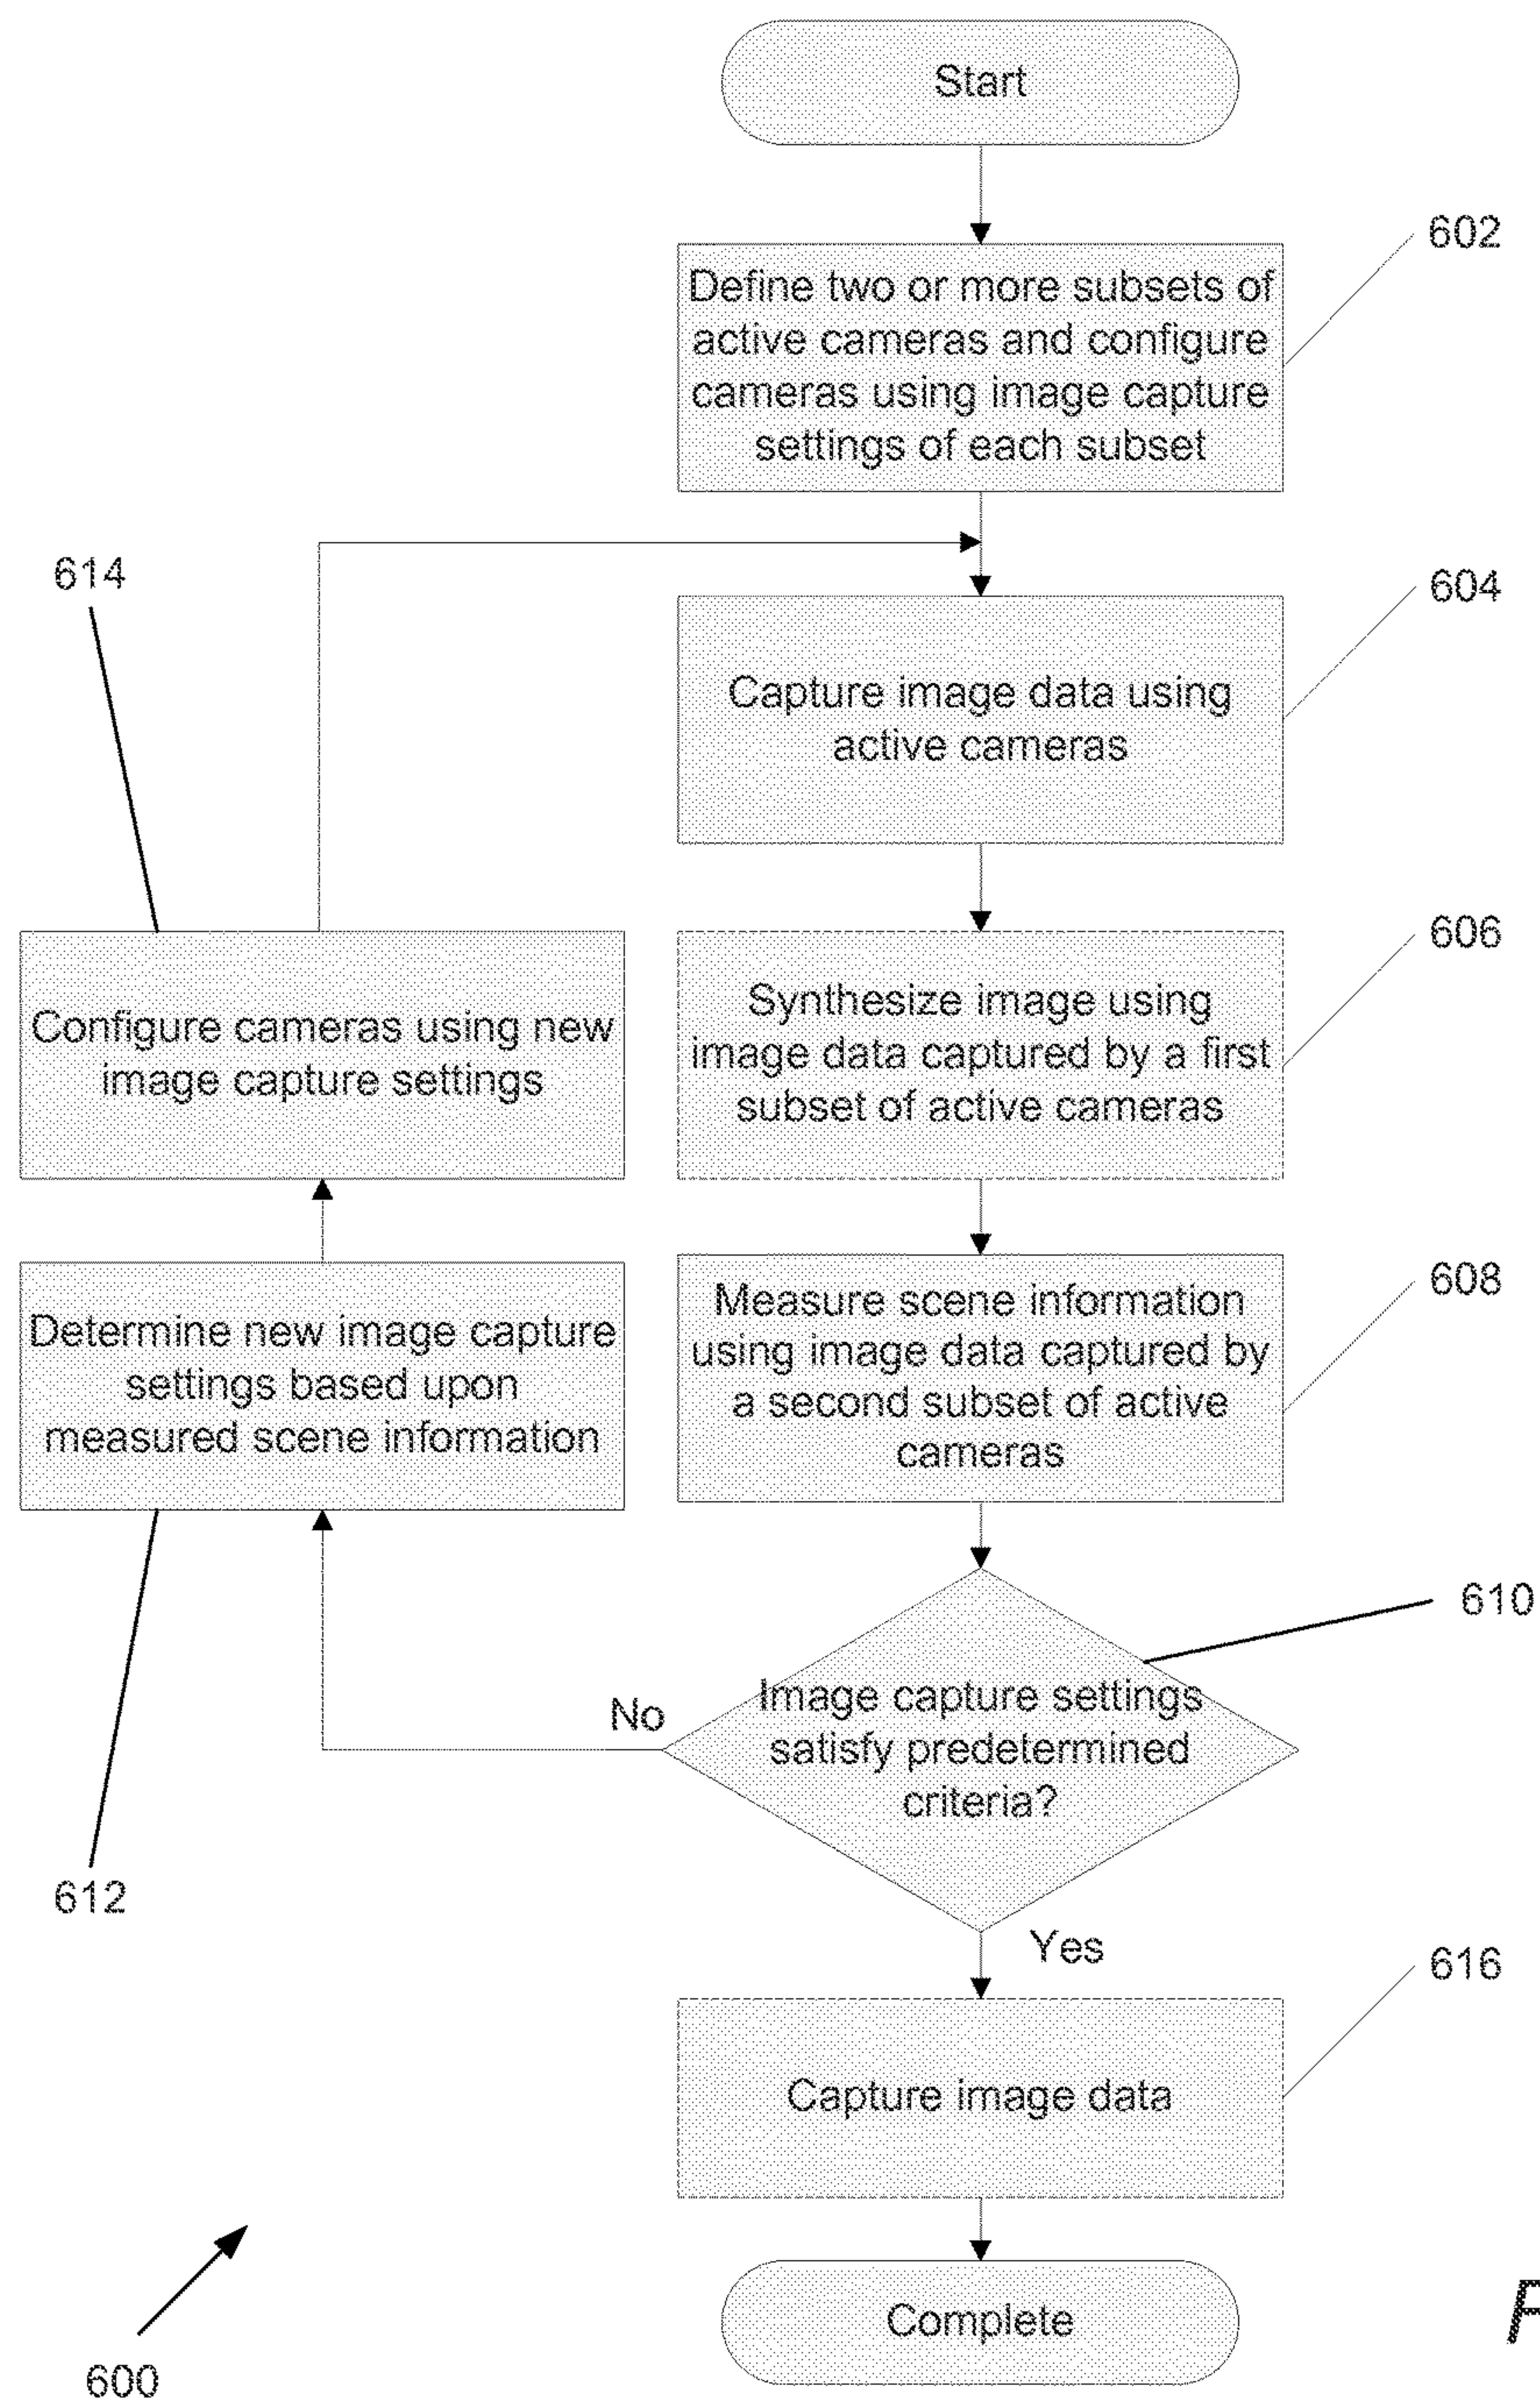 Start
602
Define two or more subsets of
active cameras and configure
cameras using image capture
settings of each subset
614
604
Capture image data using
active cameras
606
Configure cameras using new
image capture settings
Synthesize image using
image data captured by a first
subset of active cameras
608
Determine new image capture
settings based upon
measured scene information
Measure scene information
using image data captured by
a second subset of active
cameras
610
No
Image capture settings
satisfy predetermined
criteria?
612
Yes
616
Capture image data
Complete
600